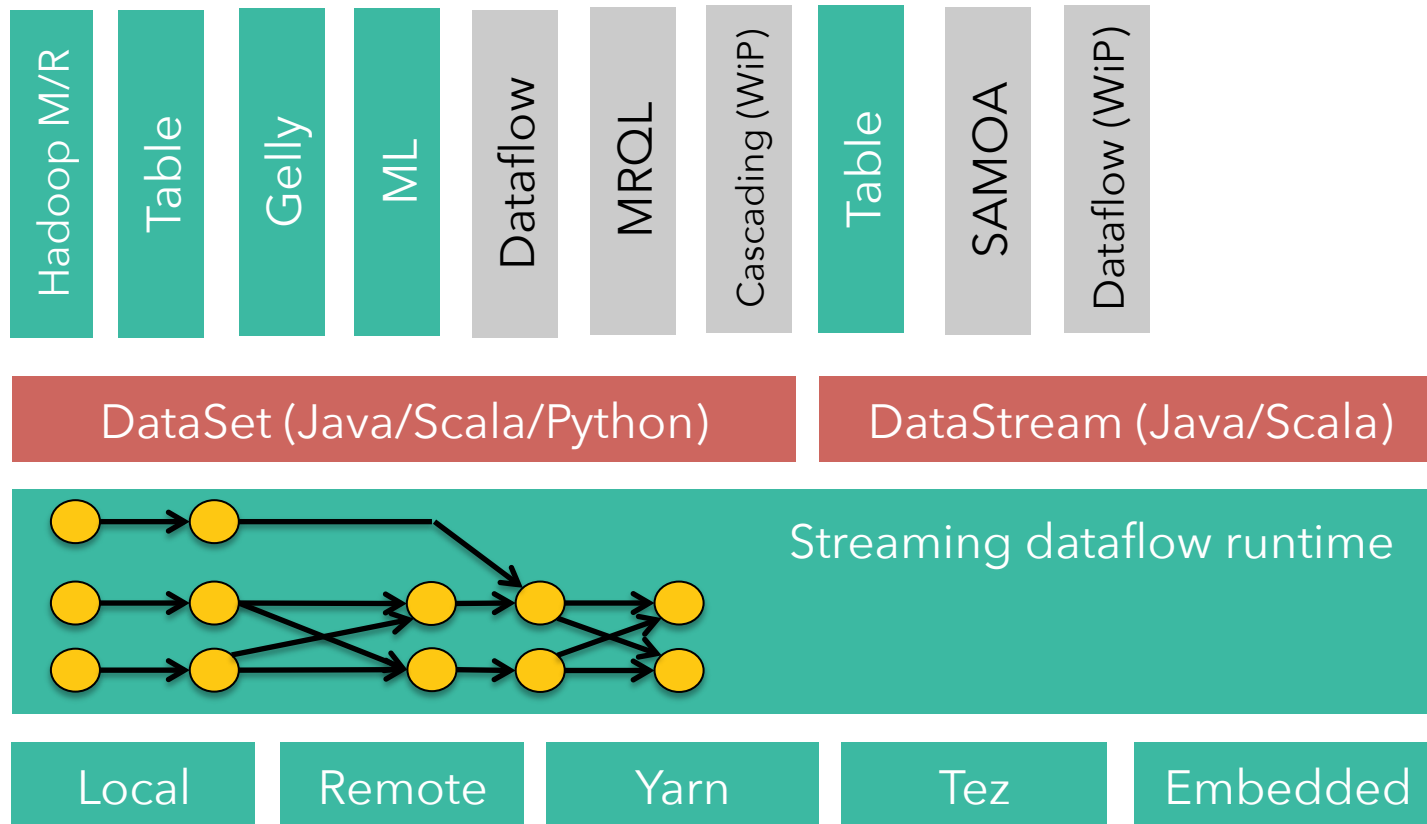 Hadoop M/R
Table
Gelly
ML
Dataflow
MRQL
Cascading (WiP)
Table
SAMOA
Dataflow (WiP)
DataSet (Java/Scala/Python)
DataStream (Java/Scala)
Streaming dataflow runtime
Local
Remote
Yarn
Tez
Embedded